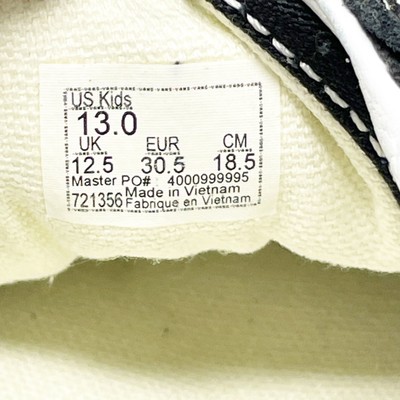 US Kids
13.0
UK EUR CM
12.5 30.5 18.5
Master PO# 4000999995
721356 Made in Vietnam
Fabrique en Vietnam